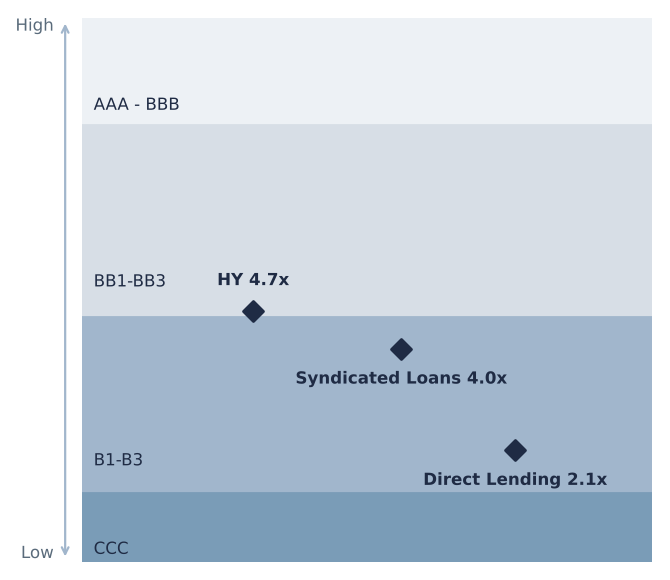 High
AAA - BBB
BB1-BB3
HY 4.7x
Syndicated Loans 4.0x
B1-B3
Direct Lending 2.1x
CCC
Low